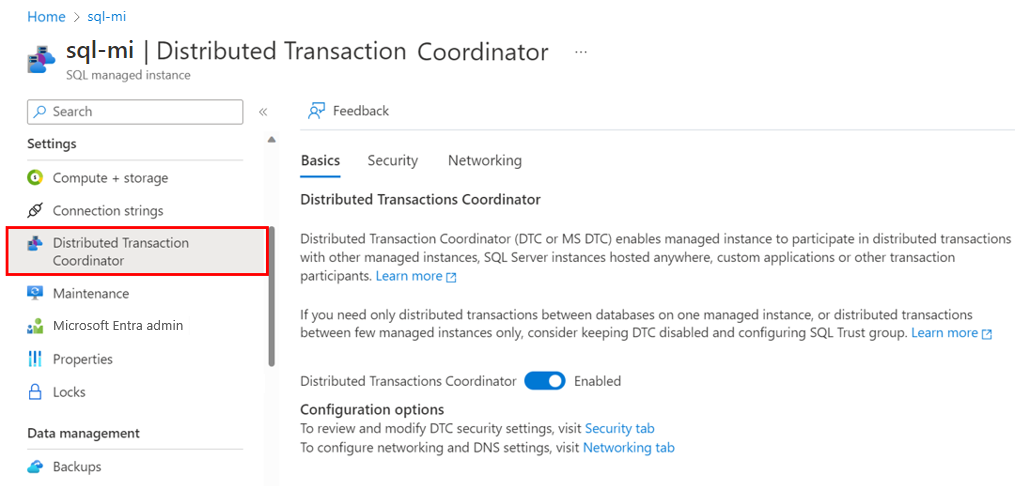 Home > sql-mi
sql-mi | Distributed Transaction Coordinator ...
SQL managed instance
Search «
Settings
Compute + storage
Connection strings
Distributed Transaction
Coordinator
Maintenance
Microsoft Entra admin
Properties
Locks
Data management
Backups
Feedback
Basics Security Networking
Distributed Transactions Coordinator
Distributed Transaction Coordinator (DTC or MS DTC) enables managed instance to participate in distributed transactions
with other managed instances, SQL Server instances hosted anywhere, custom applications or other transaction
participants. Learn more
If you need only distributed transactions between databases on one managed instance, or distributed transactions
between few managed instances only, consider keeping DTC disabled and configuring SQL Trust group. Learn more
Distributed Transactions Coordinator Enabled
Configuration options
To review and modify DTC security settings, visit Security tab
To configure networking and DNS settings, visit Networking tab